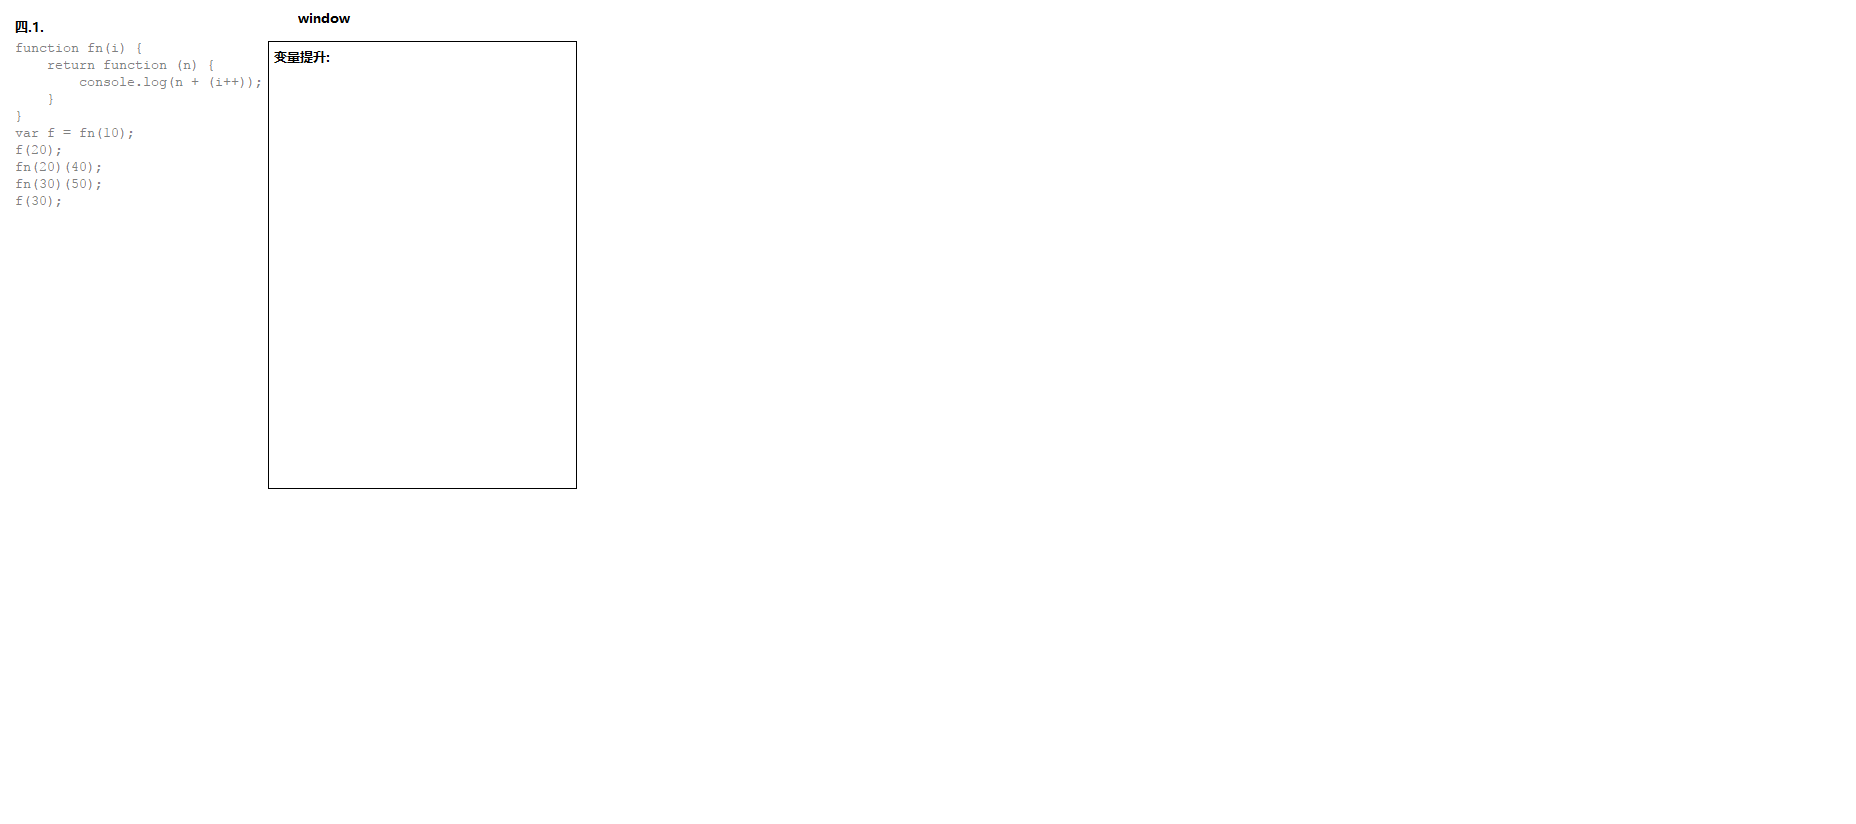 四.1.
function fn(i) {
    return function (n) {
        console.log(n + (i++));
    }
}
var f = fn(10);
f(20);
fn(20)(40);
fn(30)(50);
f(30);
window
变量提升: